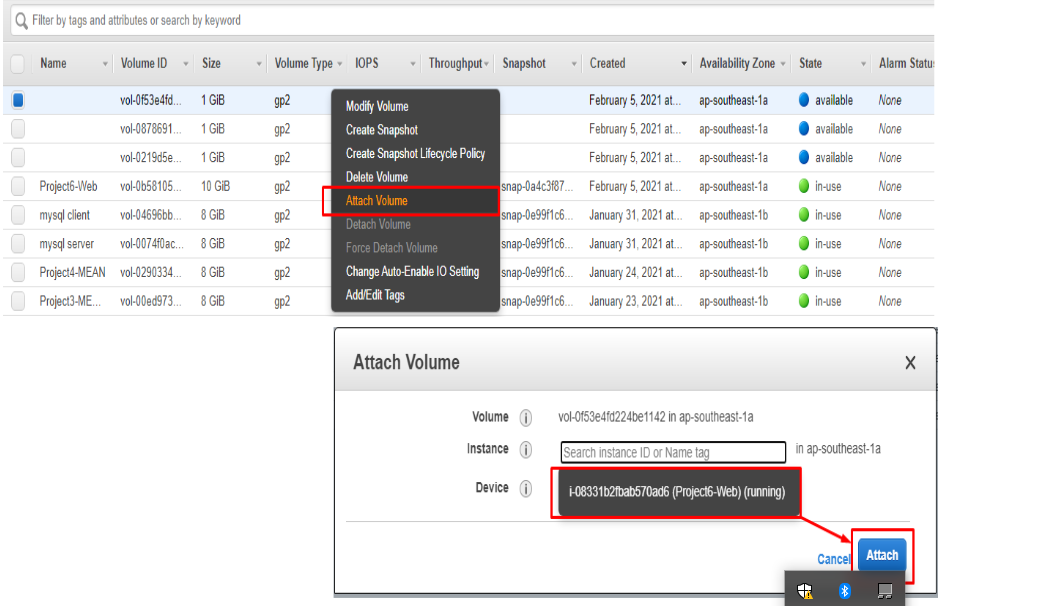 Filter by tags and attributes or search by keyword
Name Volume ID Size Volume Type IOPS Throughput Snapshot Created Availability Zone State Alarm Statu
vol-0f53e4fd... 1 GiB gp2 February 5, 2021 at... ap-southeast-1a available None
vol-0878691... 1 GiB gp2 February 5, 2021 at... ap-southeast-1a available None
vol-0219d5e... 1 GiB gp2 February 5, 2021 at... ap-southeast-1a available None
Project6-Web vol-0b58105... 10 GiB gp2 snap-0a4c3f87... February 5, 2021 at... ap-southeast-1a in-use None
mysql client vol-04696bb... 8 GiB gp2 snap-0e99f1c6... January 31, 2021 at... ap-southeast-1b in-use None
mysql server vol-0074f0ac... 8 GiB gp2 snap-0e99f1c6... January 31, 2021 at... ap-southeast-1b in-use None
Project4-MEAN vol-0290334... 8 GiB gp2 snap-0e99f1c6... January 24, 2021 at... ap-southeast-1b in-use None
Project3-ME... vol-00ed973... 8 GiB gp2 snap-0e99f1c6... January 23, 2021 at... ap-southeast-1b in-use None
Modify Volume
Create Snapshot
Create Snapshot Lifecycle Policy
Delete Volume
Attach Volume
Detach Volume
Force Detach Volume
Change Auto-Enable IO Setting
Add/Edit Tags
Attach Volume X
Volume i vol-0f53e4fd224be1142 in ap-southeast-1a
Instance i Search instance ID or Name tag in ap-southeast-1a
Device i i-08331b2fbab570ad6 (Project6-Web) (running)
Cancel Attach